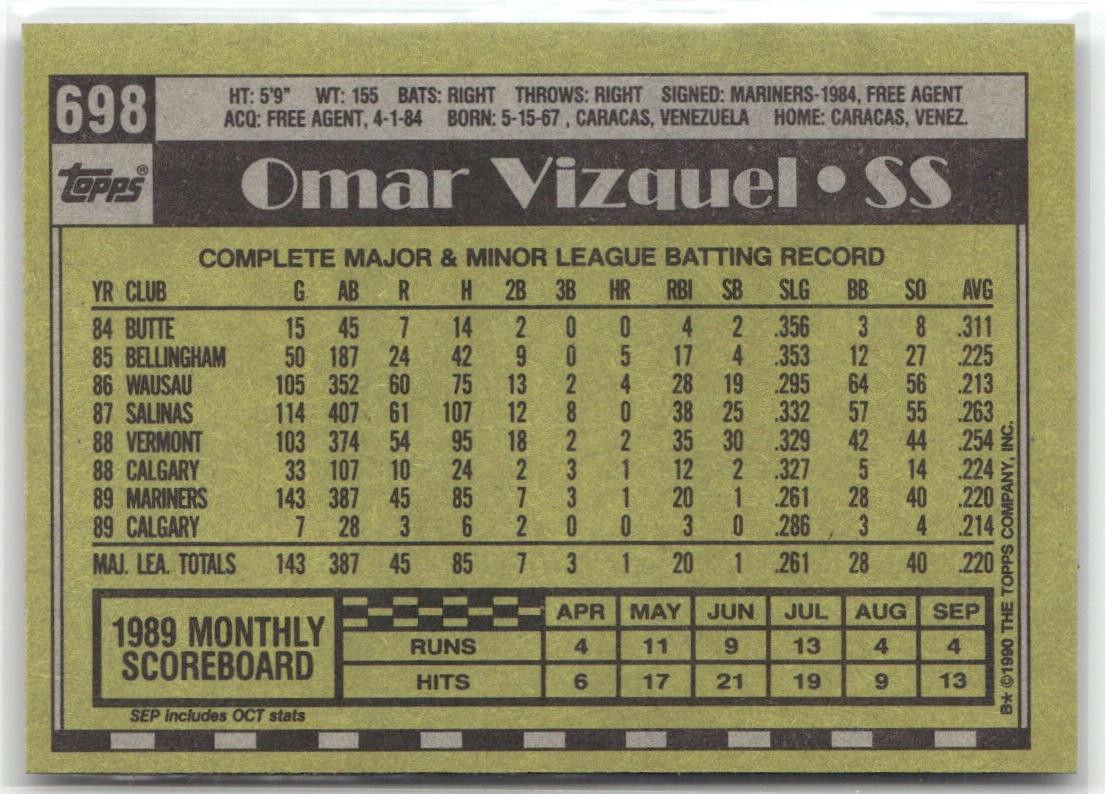 698
HT: 5'9" WT: 155 BATS: RIGHT THROWS: RIGHT SIGNED: MARINERS-1984, FREE AGENT
ACQ: FREE AGENT, 4-1-84 BORN: 5-15-67 , CARACAS, VENEZUELA HOME: CARACAS, VENEZ.
Topps®
Omar Vizquel • SS
COMPLETE MAJOR & MINOR LEAGUE BATTING RECORD
YR CLUB G AB R H 2B 3B HR RBI SB SLG BB SO AVG
84 BUTTE 15 45 7 14 2 0 0 4 2 .356 3 8 .311
85 BELLINGHAM 50 187 24 42 9 0 5 17 4 .353 12 27 .225
86 WAUSAU 105 352 60 75 13 2 4 28 19 .295 64 56 .213
87 SALINAS 114 407 61 107 12 8 0 38 25 .332 57 55 .263
88 VERMONT 103 374 54 95 18 2 2 35 30 .329 42 44 .254
88 CALGARY 33 107 10 24 2 3 1 12 2 .327 5 14 .224
89 MARINERS 143 387 45 85 7 3 1 20 1 .261 28 40 .220
89 CALGARY 7 28 3 6 2 0 0 3 0 .286 3 4 .214
MAJ. LEA. TOTALS 143 387 45 85 7 3 1 20 1 .261 28 40 .220
1989 MONTHLY
SCOREBOARD
APR MAY JUN JUL AUG SEP
RUNS 4 11 9 13 4 4
HITS 6 17 21 19 9 13
SEP includes OCT stats
B* ©1990 THE TOPPS COMPANY, INC.